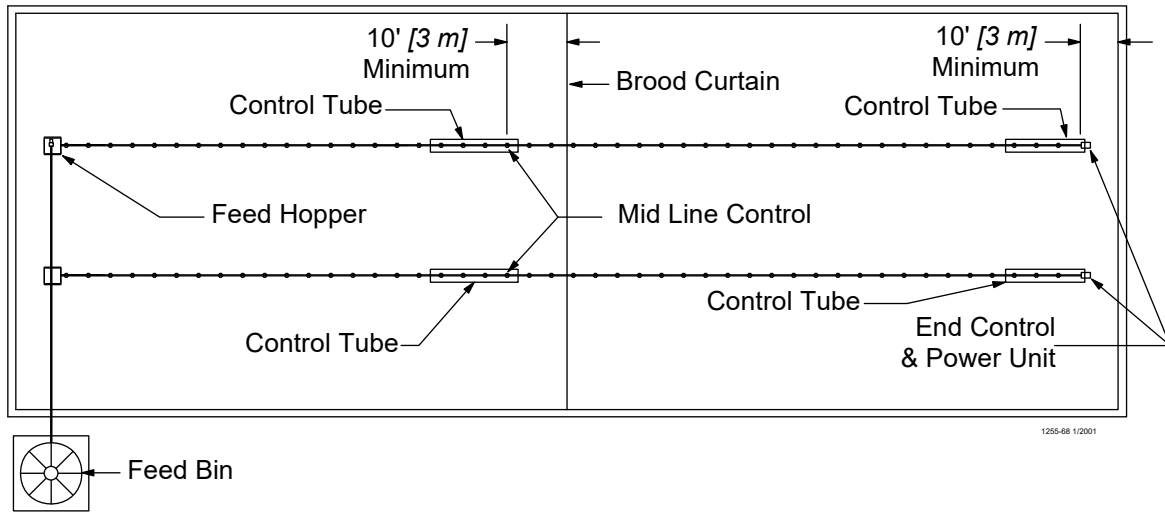 10' [3 m]
Minimum
10' [3 m]
Minimum
Brood Curtain
Control Tube
Control Tube
Feed Hopper
Mid Line Control
Control Tube
Control Tube
End Control
& Power Unit
1255-68 1/2001
Feed Bin